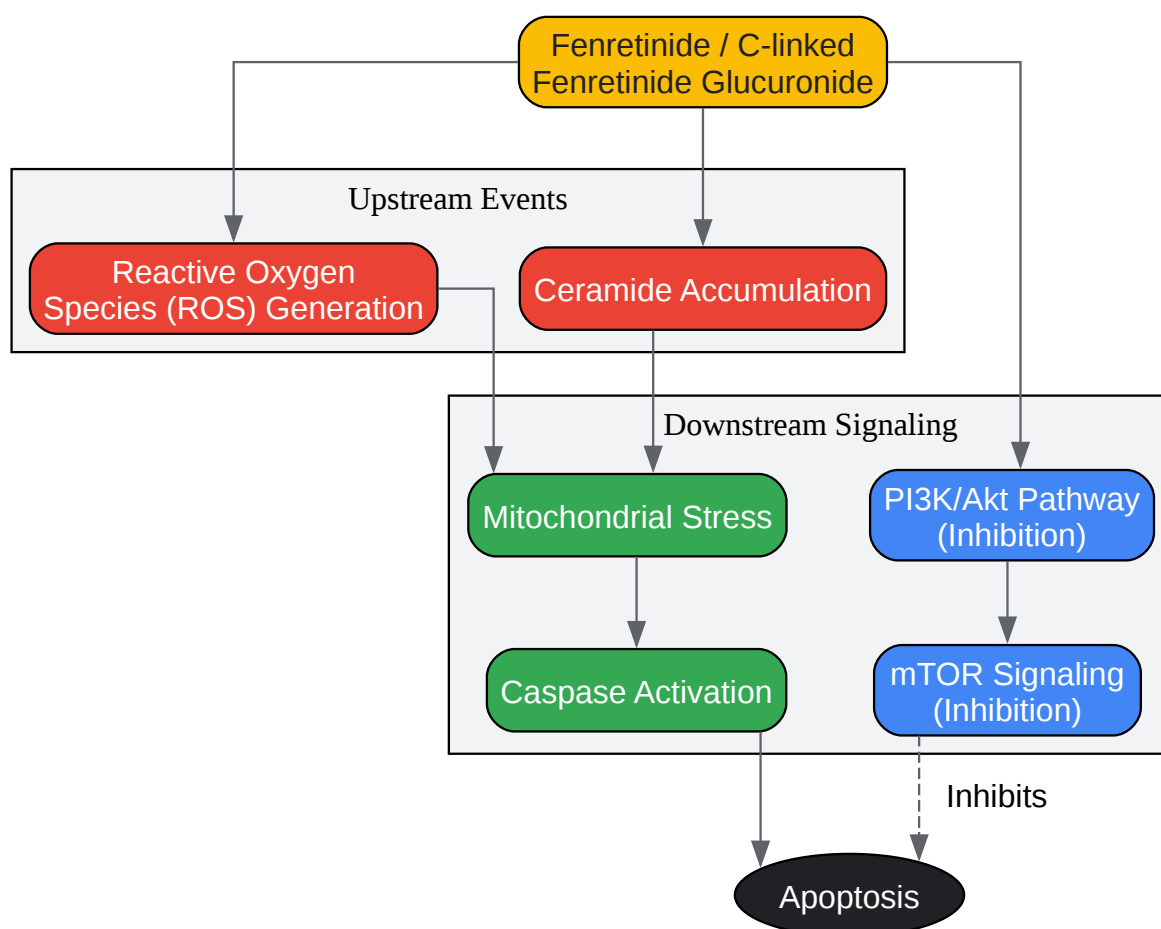 Fenretinide / C-linked
Fenretinide Glucuronide
Upstream Events
Reactive Oxygen
Species (ROS) Generation
Ceramide Accumulation
Downstream Signaling
Mitochondrial Stress
PI3K/Akt Pathway
(Inhibition)
Caspase Activation
mTOR Signaling
(Inhibition)
Inhibits
Apoptosis